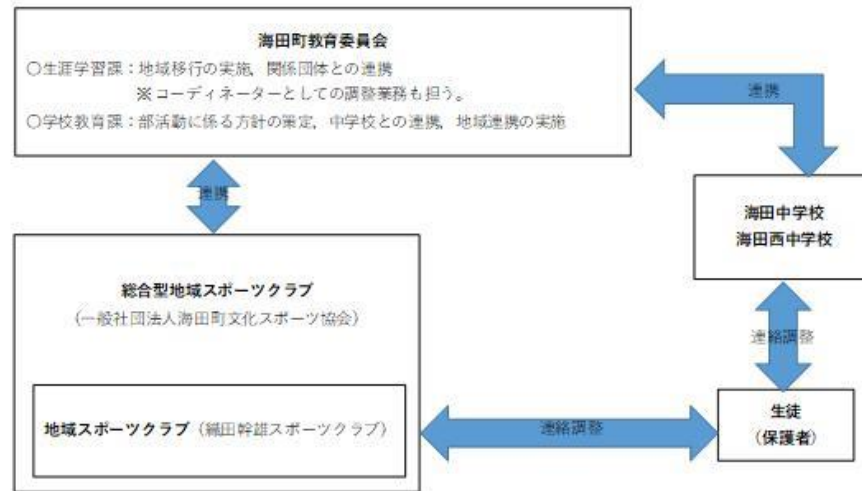 海田町教育委員会
○生涯学習課：地域移行の実施，関係団体との連携
※コーディネーターとしての調整業務も担う。
○学校教育課：部活動に係る方針の策定，中学校との連携，地域連携の実施
連携
連携
海田中学校
海田西中学校
総合型地域スポーツクラブ
（一般社団法人海田町文化スポーツ協会）
連絡調整
地域スポーツクラブ（織田幹雄スポーツクラブ）
連絡調整
生徒
（保護者）